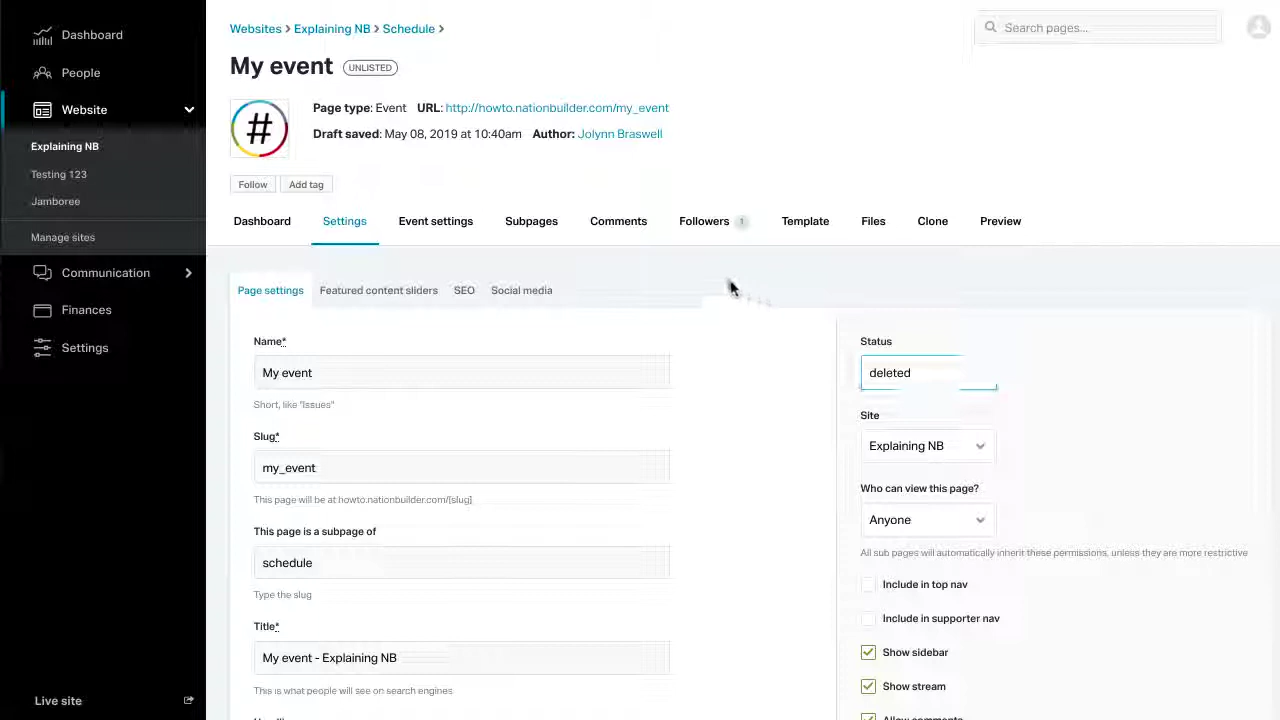 Dashboard
People
Website
Explaining NB
Testing 123
Jamboree
Manage sites
Communication
Finances
Settings
Live site
Websites > Explaining NB > Schedule >
Search pages...
My event UNLISTED
#
Page type: Event URL: http://howto.nationbuilder.com/my_event
Draft saved: May 08, 2019 at 10:40am Author: Jolynn Braswell
Follow Add tag
Dashboard Settings Event settings Subpages Comments Followers 1 Template Files Clone Preview
Page settings Featured content sliders SEO Social media
Name*
My event
Short, like "Issues"
Slug*
my_event
This page will be at howto.nationbuilder.com/[slug]
This page is a subpage of
schedule
Type the slug
Title*
My event - Explaining NB
This is what people will see on search engines
Status
deleted
Site
Explaining NB
Who can view this page?
Anyone
All sub pages will automatically inherit these permissions, unless they are more restrictive
Include in top nav
Include in supporter nav
Show sidebar
Show stream
Allow comments